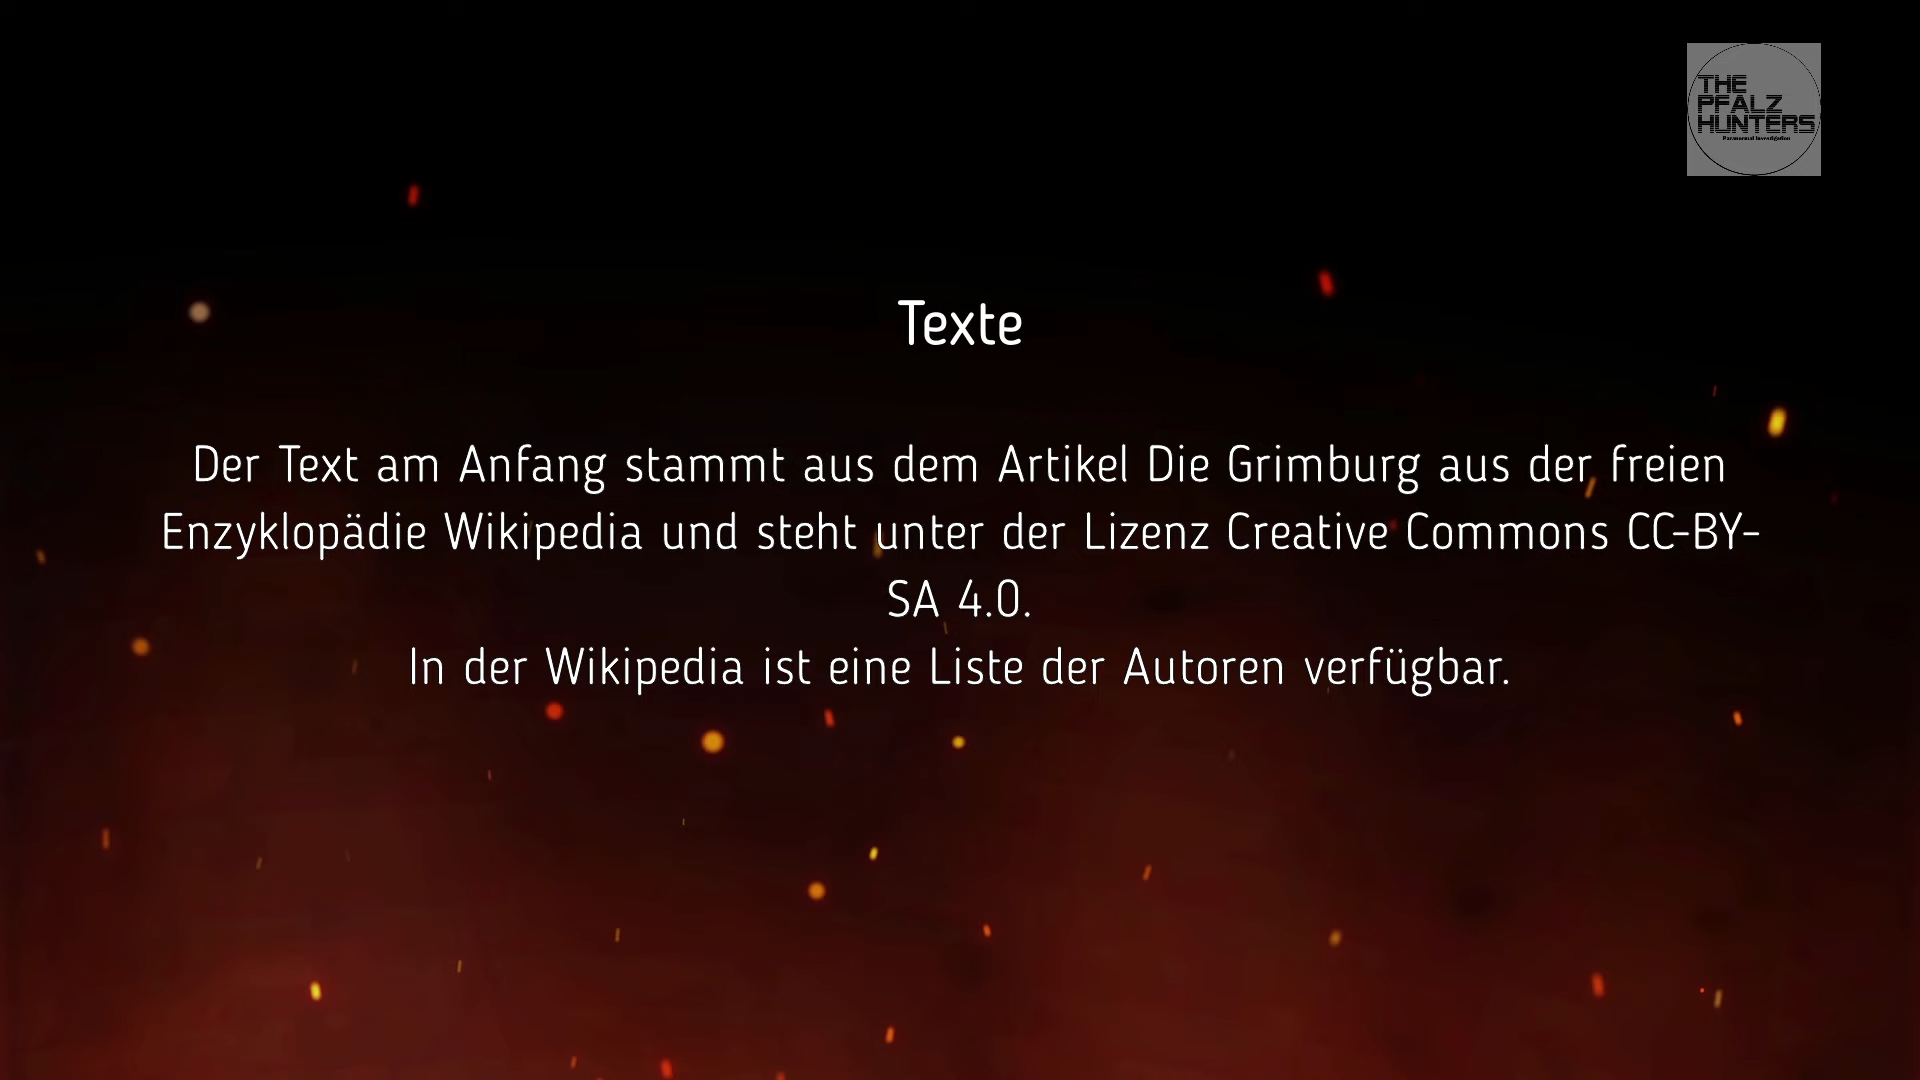 THE
PFALZ
HUNTERS
Paranormal Investigation
Texte
Der Text am Anfang stammt aus dem Artikel Die Grimburg aus der freien
Enzyklopädie Wikipedia und steht unter der Lizenz Creative Commons CC-BY-
SA 4.0.
In der Wikipedia ist eine Liste der Autoren verfügbar.